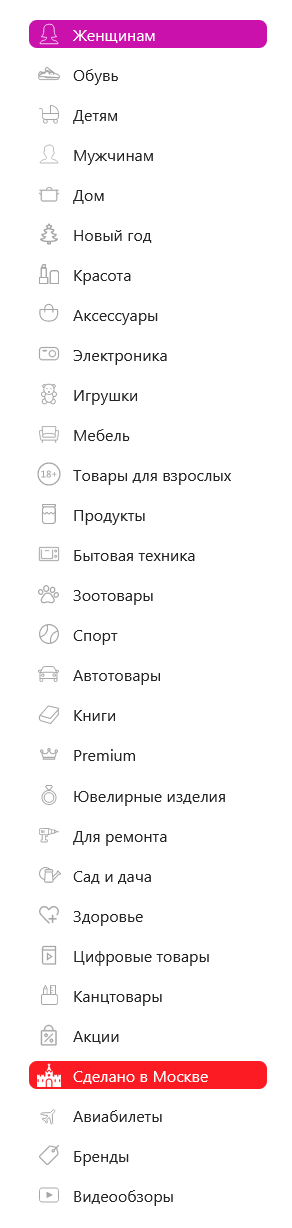 Женщинам
Обувь
Детям
Мужчинам
Дом
Новый год
Красота
Аксессуары
Электроника
Игрушки
Мебель
18+ Товары для взрослых
Продукты
Бытовая техника
Зоотовары
Спорт
Автотовары
Книги
Premium
Ювелирные изделия
Для ремонта
Сад и дача
Здоровье
Цифровые товары
Канцтовары
Акции
Сделано в Москве
Авиабилеты
Бренды
Видеообзоры